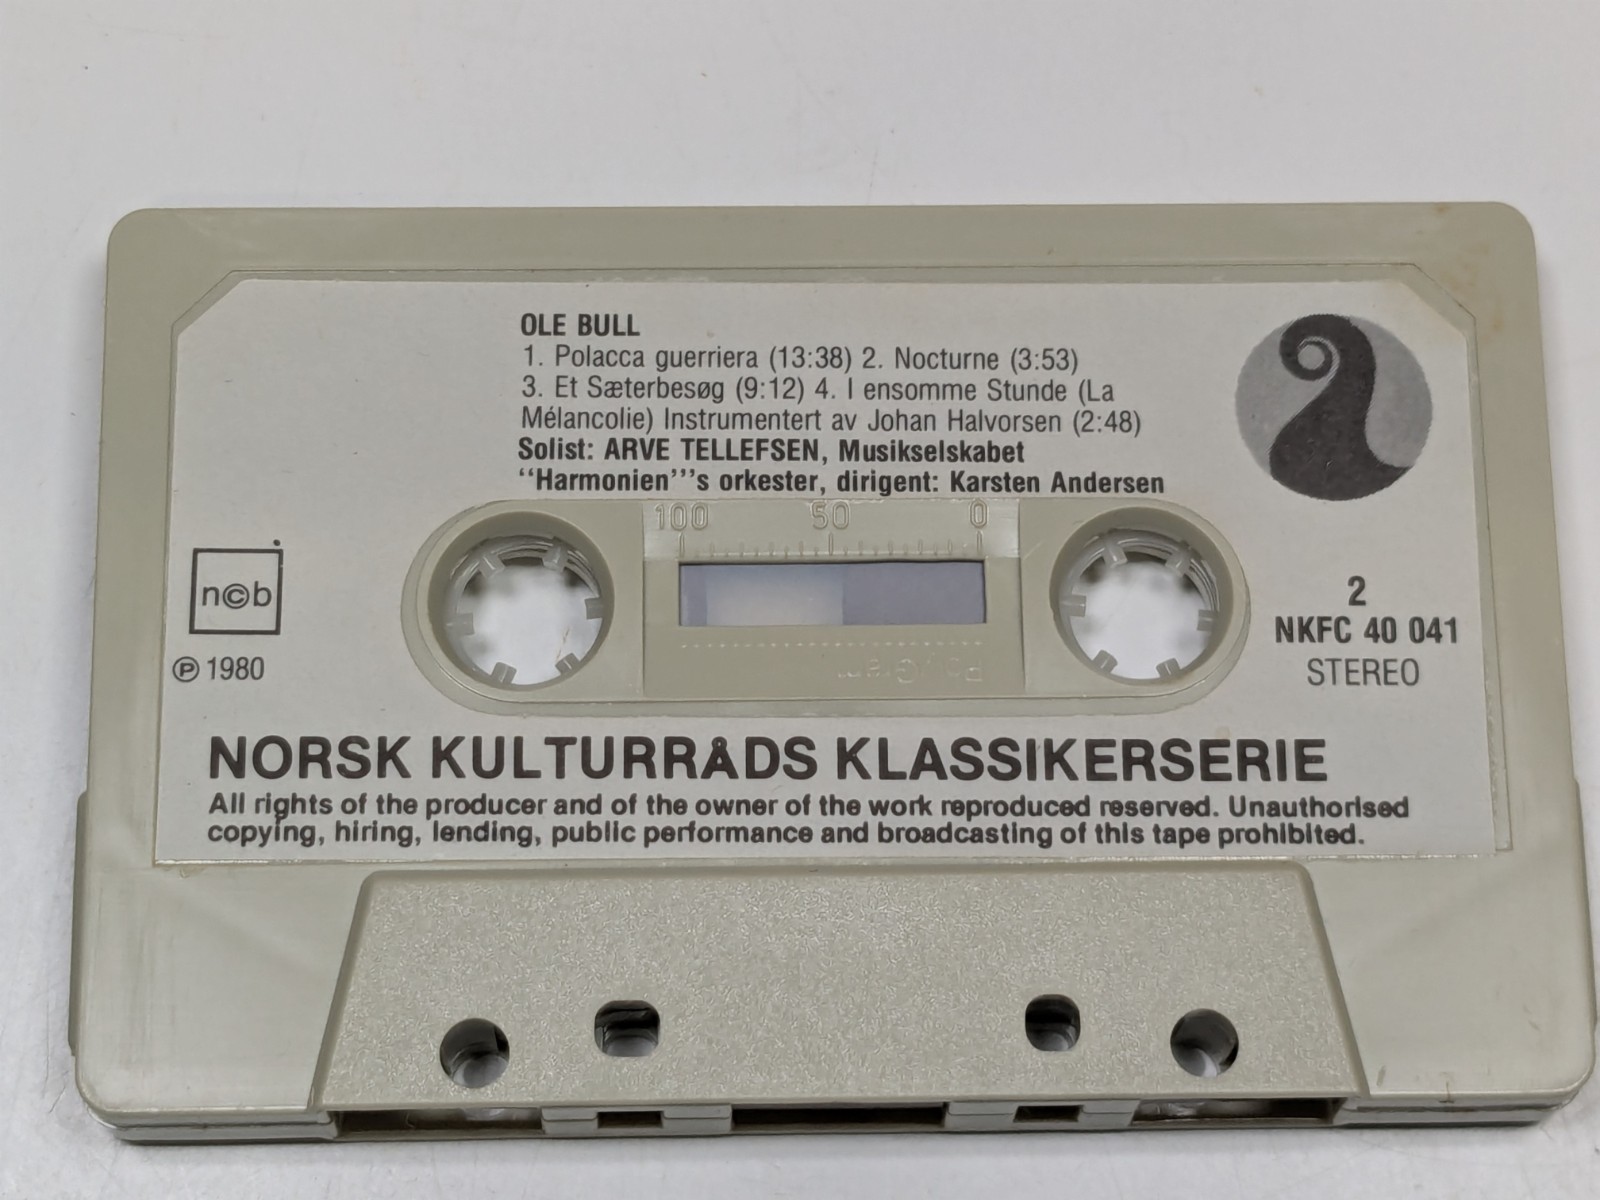 OLE BULL
1. Polacca guerriera (13:38) 2. Nocturne (3:53)
3. Et Sæterbesøg (9:12) 4. I ensomme Stunde (La
Mélancolie) Instrumentert av Johan Halvorsen (2:48)
Solist: ARVE TELLEFSEN, Musikselskabet
“Harmonien”’s orkester, dirigent: Karsten Andersen
100 50 0
n©b
℗ 1980
PolyGram
2
NKFC 40 041
STEREO
NORSK KULTURRÅDS KLASSIKERSERIE
All rights of the producer and of the owner of the work reproduced reserved. Unauthorised
copying, hiring, lending, public performance and broadcasting of this tape prohibited.